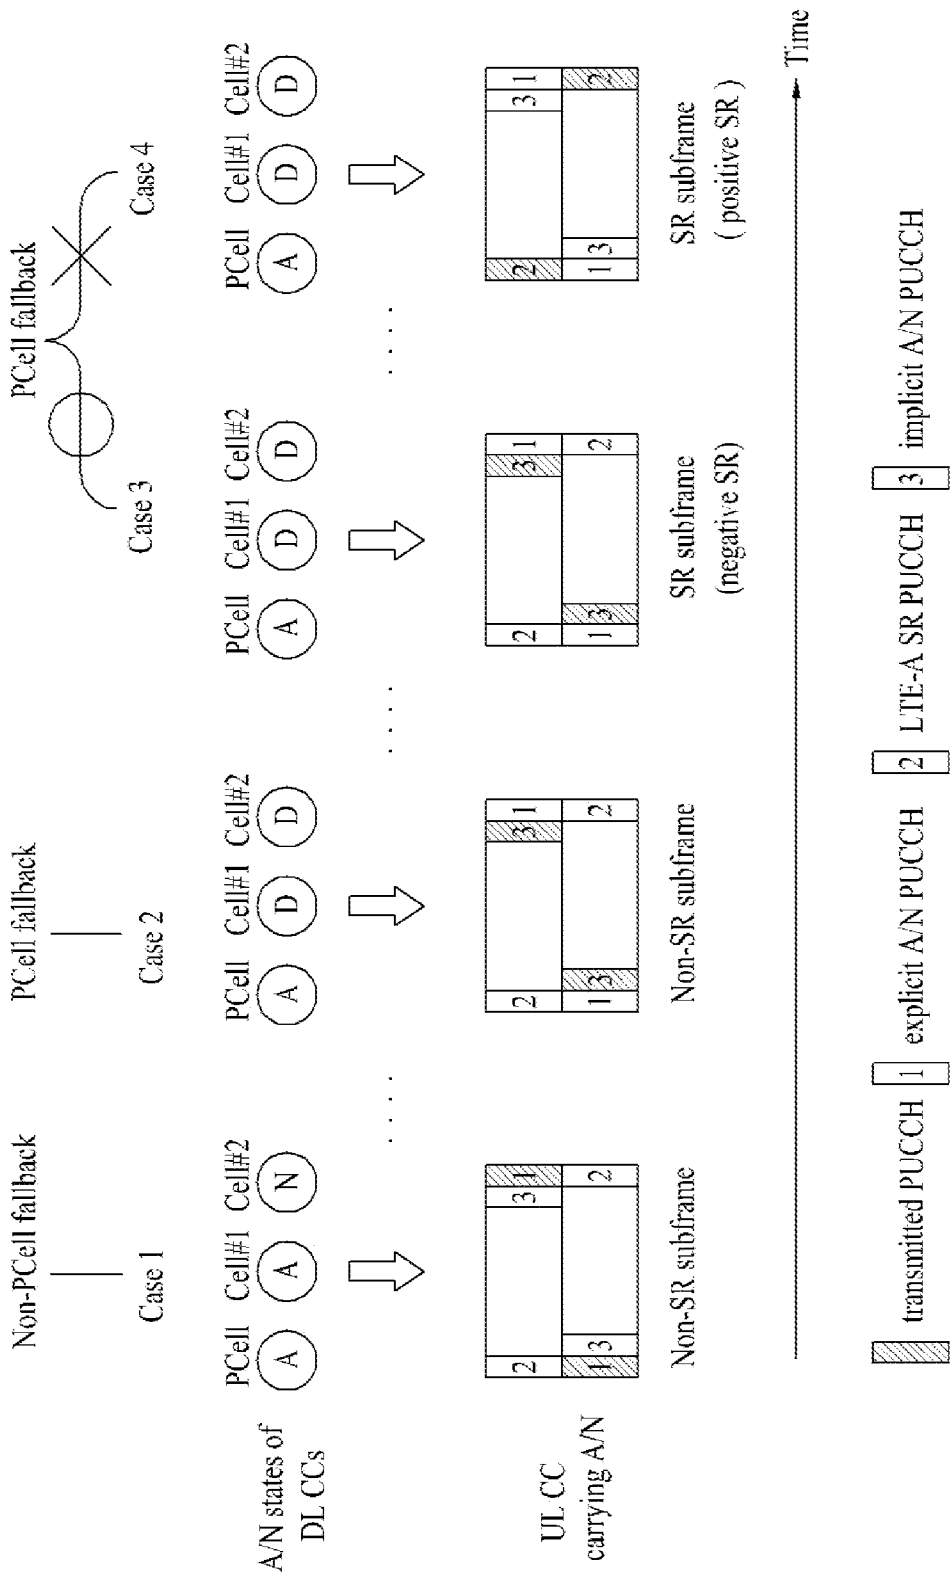 Non-PCell fallback
PCell fallback
PCell fallback
Case 1
Case 2
Case 3
Case 4
A/N states of
DL CCs
PCell Cell#1 Cell#2
A A N
PCell Cell#1 Cell#2
A D D
PCell Cell#1 Cell#2
A D D
PCell Cell#1 Cell#2
A D D
UL CC
carrying A/N
2 3 1
1 3 2
2 3 1
1 3 2
2 3 1
1 3 2
2 3 1
1 3 2
Non-SR subframe
Non-SR subframe
SR subframe
(negative SR)
SR subframe
( positive SR )
Time
transmitted PUCCH
1 explicit A/N PUCCH
2 LTE-A SR PUCCH
3 implicit A/N PUCCH